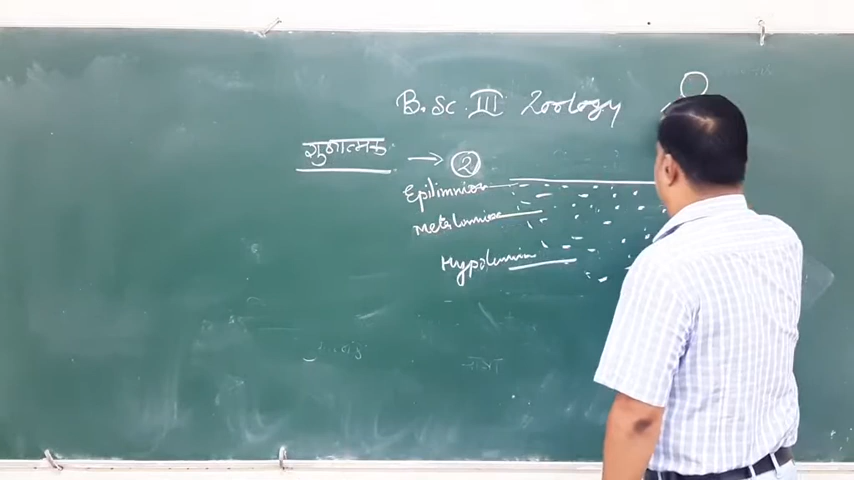 B.Sc. III Zoology
गुणात्मक → ②
Epilimnion
Metalimnion
Hypolimnion